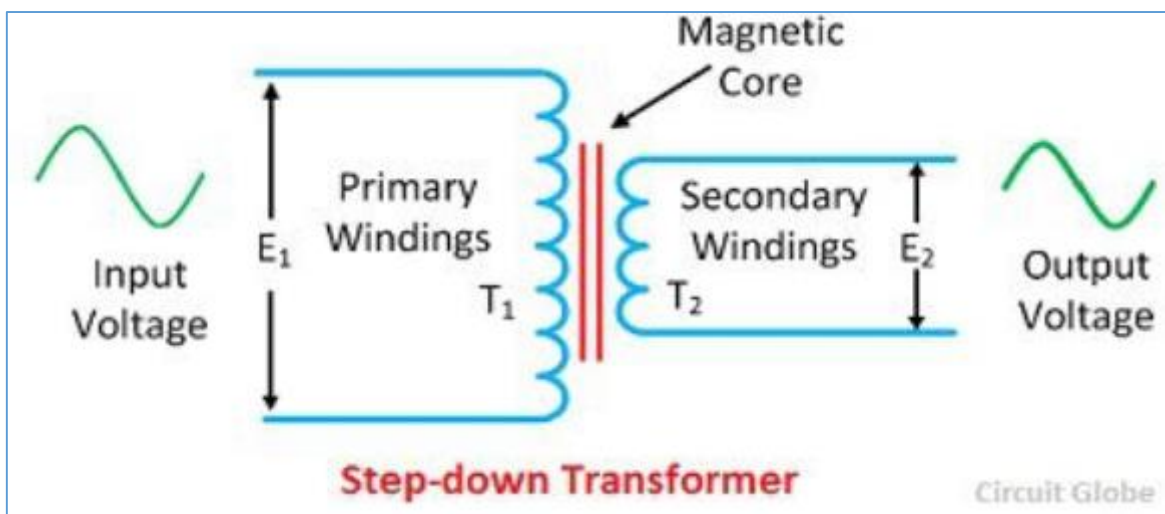 Magnetic
Core
Input
Voltage
E₁
Primary
Windings
T₁
Secondary
Windings
T₂
E₂
Output
Voltage
Step-down Transformer
Circuit Globe